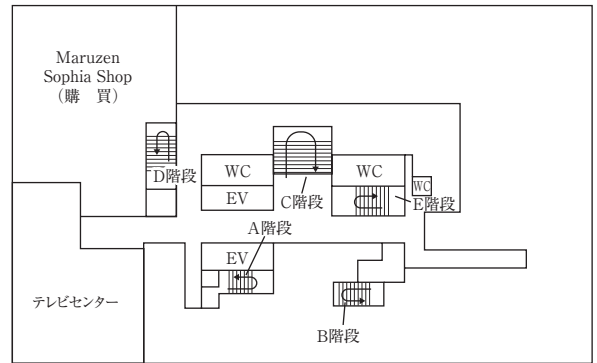 Maruzen
Sophia Shop
（購　買）
D階段
WC
EV
C階段
WC
WC
E階段
A階段
EV
テレビセンター
B階段